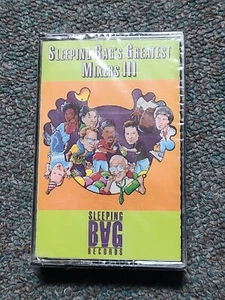 SLEEPING BAG'S GREATEST
MIXERS III
SLEEPING
BAG
RECORDS